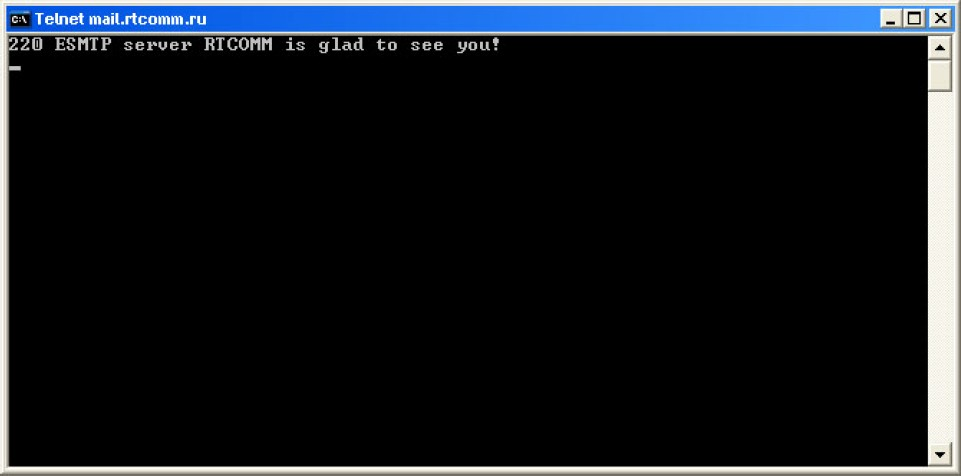 C:\ Telnet mail.rtcomm.ru
220 ESMTP server RTCOMM is glad to see you!